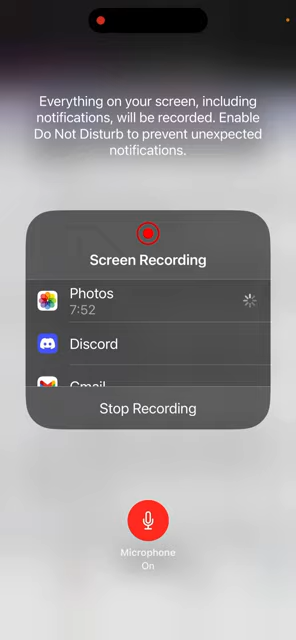 Everything on your screen, including
notifications, will be recorded. Enable
Do Not Disturb to prevent unexpected
notifications.
Screen Recording
Photos
7:52
Discord
Gmail
Stop Recording
Microphone
On